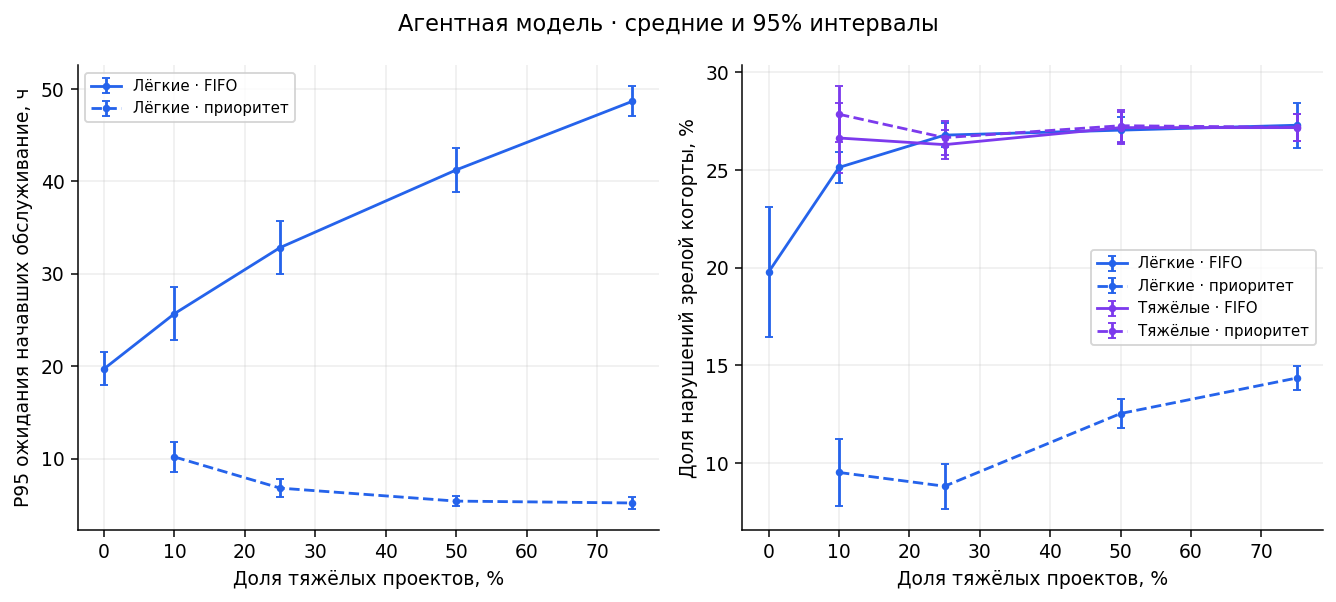 Агентная модель · средние и 95% интервалы
P95 ожидания начавших обслуживание, ч
50
40
30
20
10
Лёгкие · FIFO
Лёгкие · приоритет
0 10 20 30 40 50 60 70
Доля тяжёлых проектов, %
Доля нарушений зрелой когорты, %
30
25
20
15
10
Лёгкие · FIFO
Лёгкие · приоритет
Тяжёлые · FIFO
Тяжёлые · приоритет
0 10 20 30 40 50 60 70
Доля тяжёлых проектов, %